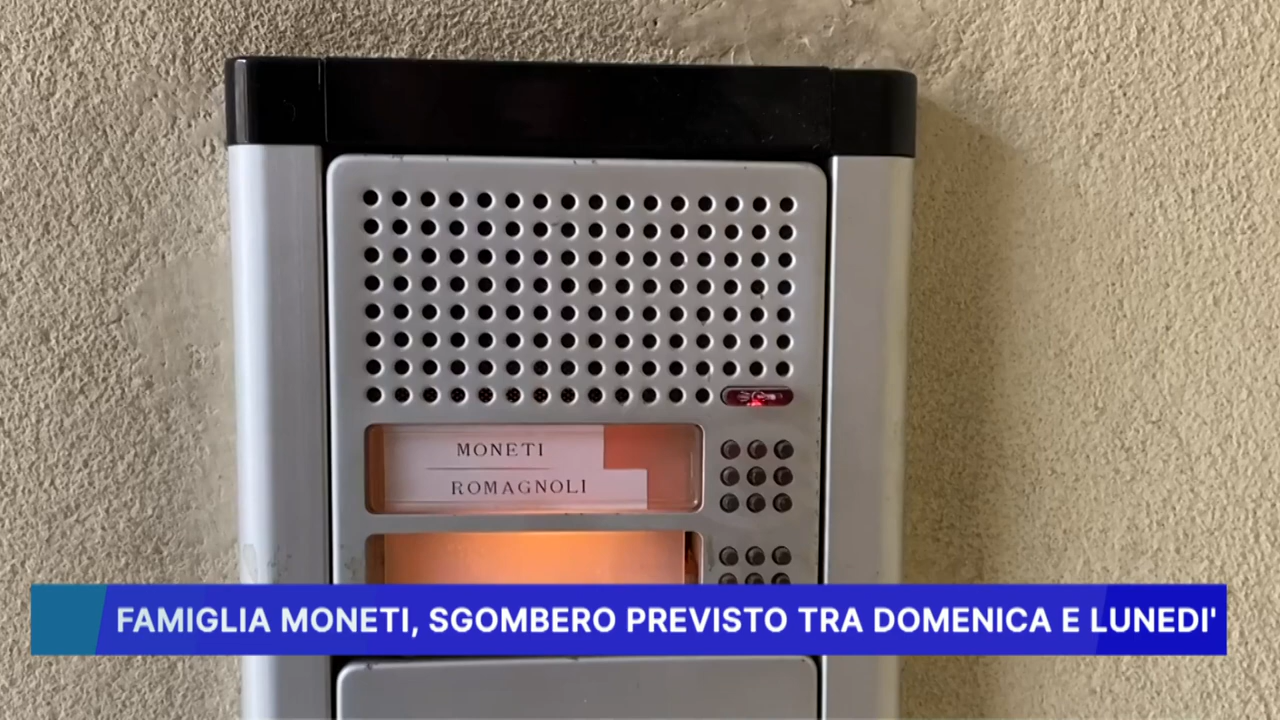 MONETI
ROMAGNOLI
FAMIGLIA MONETI, SGOMBERO PREVISTO TRA DOMENICA E LUNEDI'